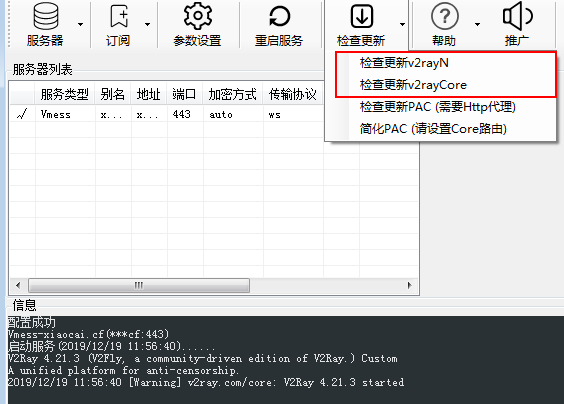 服务器 订阅 参数设置 重启服务 检查更新 帮助 推广
检查更新v2rayN
检查更新v2rayCore
检查更新PAC (需要Http代理)
简化PAC (请设置Core路由)
服务器列表
服务类型 别名 地址 端口 加密方式 传输协议
Vmess x... x... 443 auto ws
信息
配置成功
Vmess-xiaocai.cf(***cf:443)
启动服务(2019/12/19 11:56:40)......
V2Ray 4.21.3 (V2Fly, a community-driven edition of V2Ray.) Custom
A unified platform for anti-censorship.
2019/12/19 11:56:40 [Warning] v2ray.com/core: V2Ray 4.21.3 started